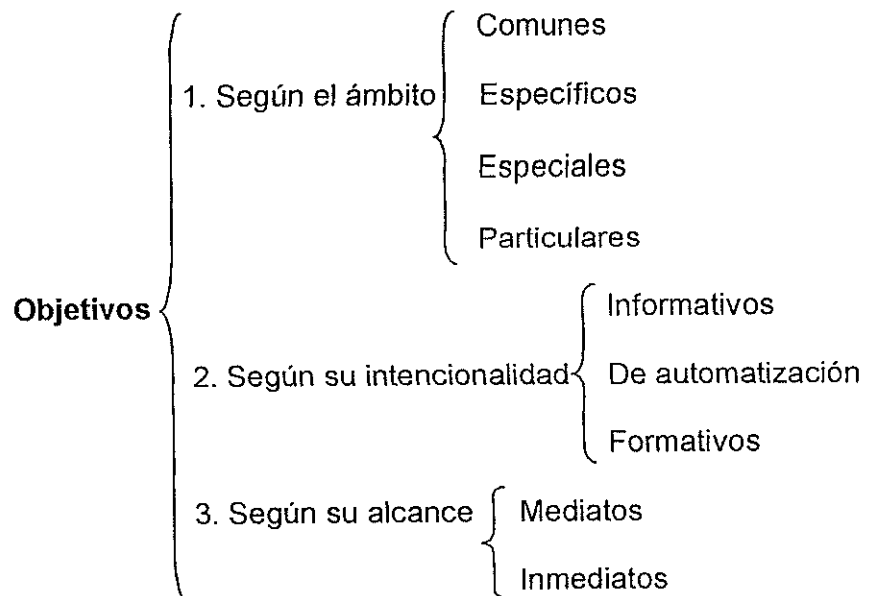 Objetivos
1. Según el ámbito
Comunes
Específicos
Especiales
Particulares
2. Según su intencionalidad
Informativos
De automatización
Formativos
3. Según su alcance
Mediatos
Inmediatos